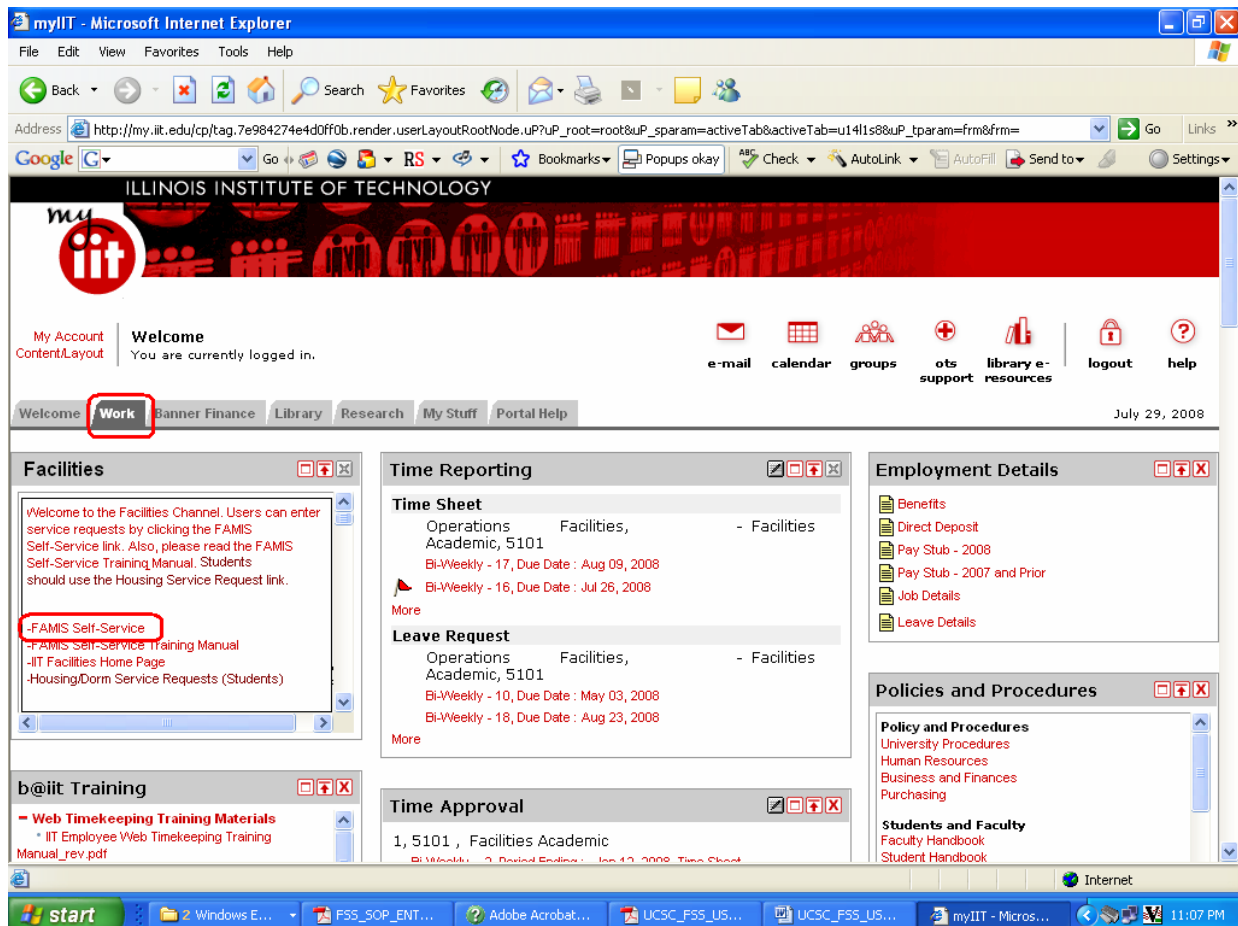 myIIT - Microsoft Internet Explorer
File Edit View Favorites Tools Help
Back Search Favorites
Address http://my.iit.edu/cp/tag.7e984274e4d0ff0b.render.userLayoutRootNode.uP?uP_root=root&uP_sparam=activeTab&activeTab=u14l1s88&uP_tparam=frm&frm= Go Links »
Google G Go RS Bookmarks Popups okay ABC Check AutoLink AutoFill Send to Settings
ILLINOIS INSTITUTE OF TECHNOLOGY
my
iit
My Account
Content/Layout
Welcome
You are currently logged in.
e-mail calendar groups ots support library e-resources logout help
Welcome Work Banner Finance Library Research My Stuff Portal Help July 29, 2008
Facilities
Welcome to the Facilities Channel. Users can enter
service requests by clicking the FAMIS
Self-Service link. Also, please read the FAMIS
Self-Service Training Manual. Students
should use the Housing Service Request link.
-FAMIS Self-Service
-FAMIS Self-Service Training Manual
-IIT Facilities Home Page
-Housing/Dorm Service Requests (Students)
b@iit Training
Web Timekeeping Training Materials
* IIT Employee Web Timekeeping Training
Manual_rev.pdf
Time Reporting
Time Sheet
Operations Facilities, - Facilities
Academic, 5101
Bi-Weekly - 17, Due Date : Aug 09, 2008
Bi-Weekly - 16, Due Date : Jul 26, 2008
More
Leave Request
Operations Facilities, - Facilities
Academic, 5101
Bi-Weekly - 10, Due Date : May 03, 2008
Bi-Weekly - 18, Due Date : Aug 23, 2008
More
Time Approval
1, 5101 , Facilities Academic
Bi-Weekly - 2, Period Ending : Jan 12, 2008, Time Sheet
Employment Details
Benefits
Direct Deposit
Pay Stub - 2008
Pay Stub - 2007 and Prior
Job Details
Leave Details
Policies and Procedures
Policy and Procedures
University Procedures
Human Resources
Business and Finances
Purchasing
Students and Faculty
Faculty Handbook
Student Handbook
Internet
start 2 Windows E... FSS_SOP_ENT... Adobe Acrobat... UCSC_FSS_US... UCSC_FSS_US... myIIT - Micros... 11:07 PM